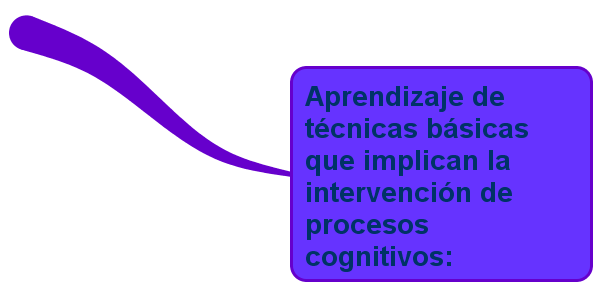 Aprendizaje de
técnicas básicas
que implican la
intervención de
procesos
cognitivos: